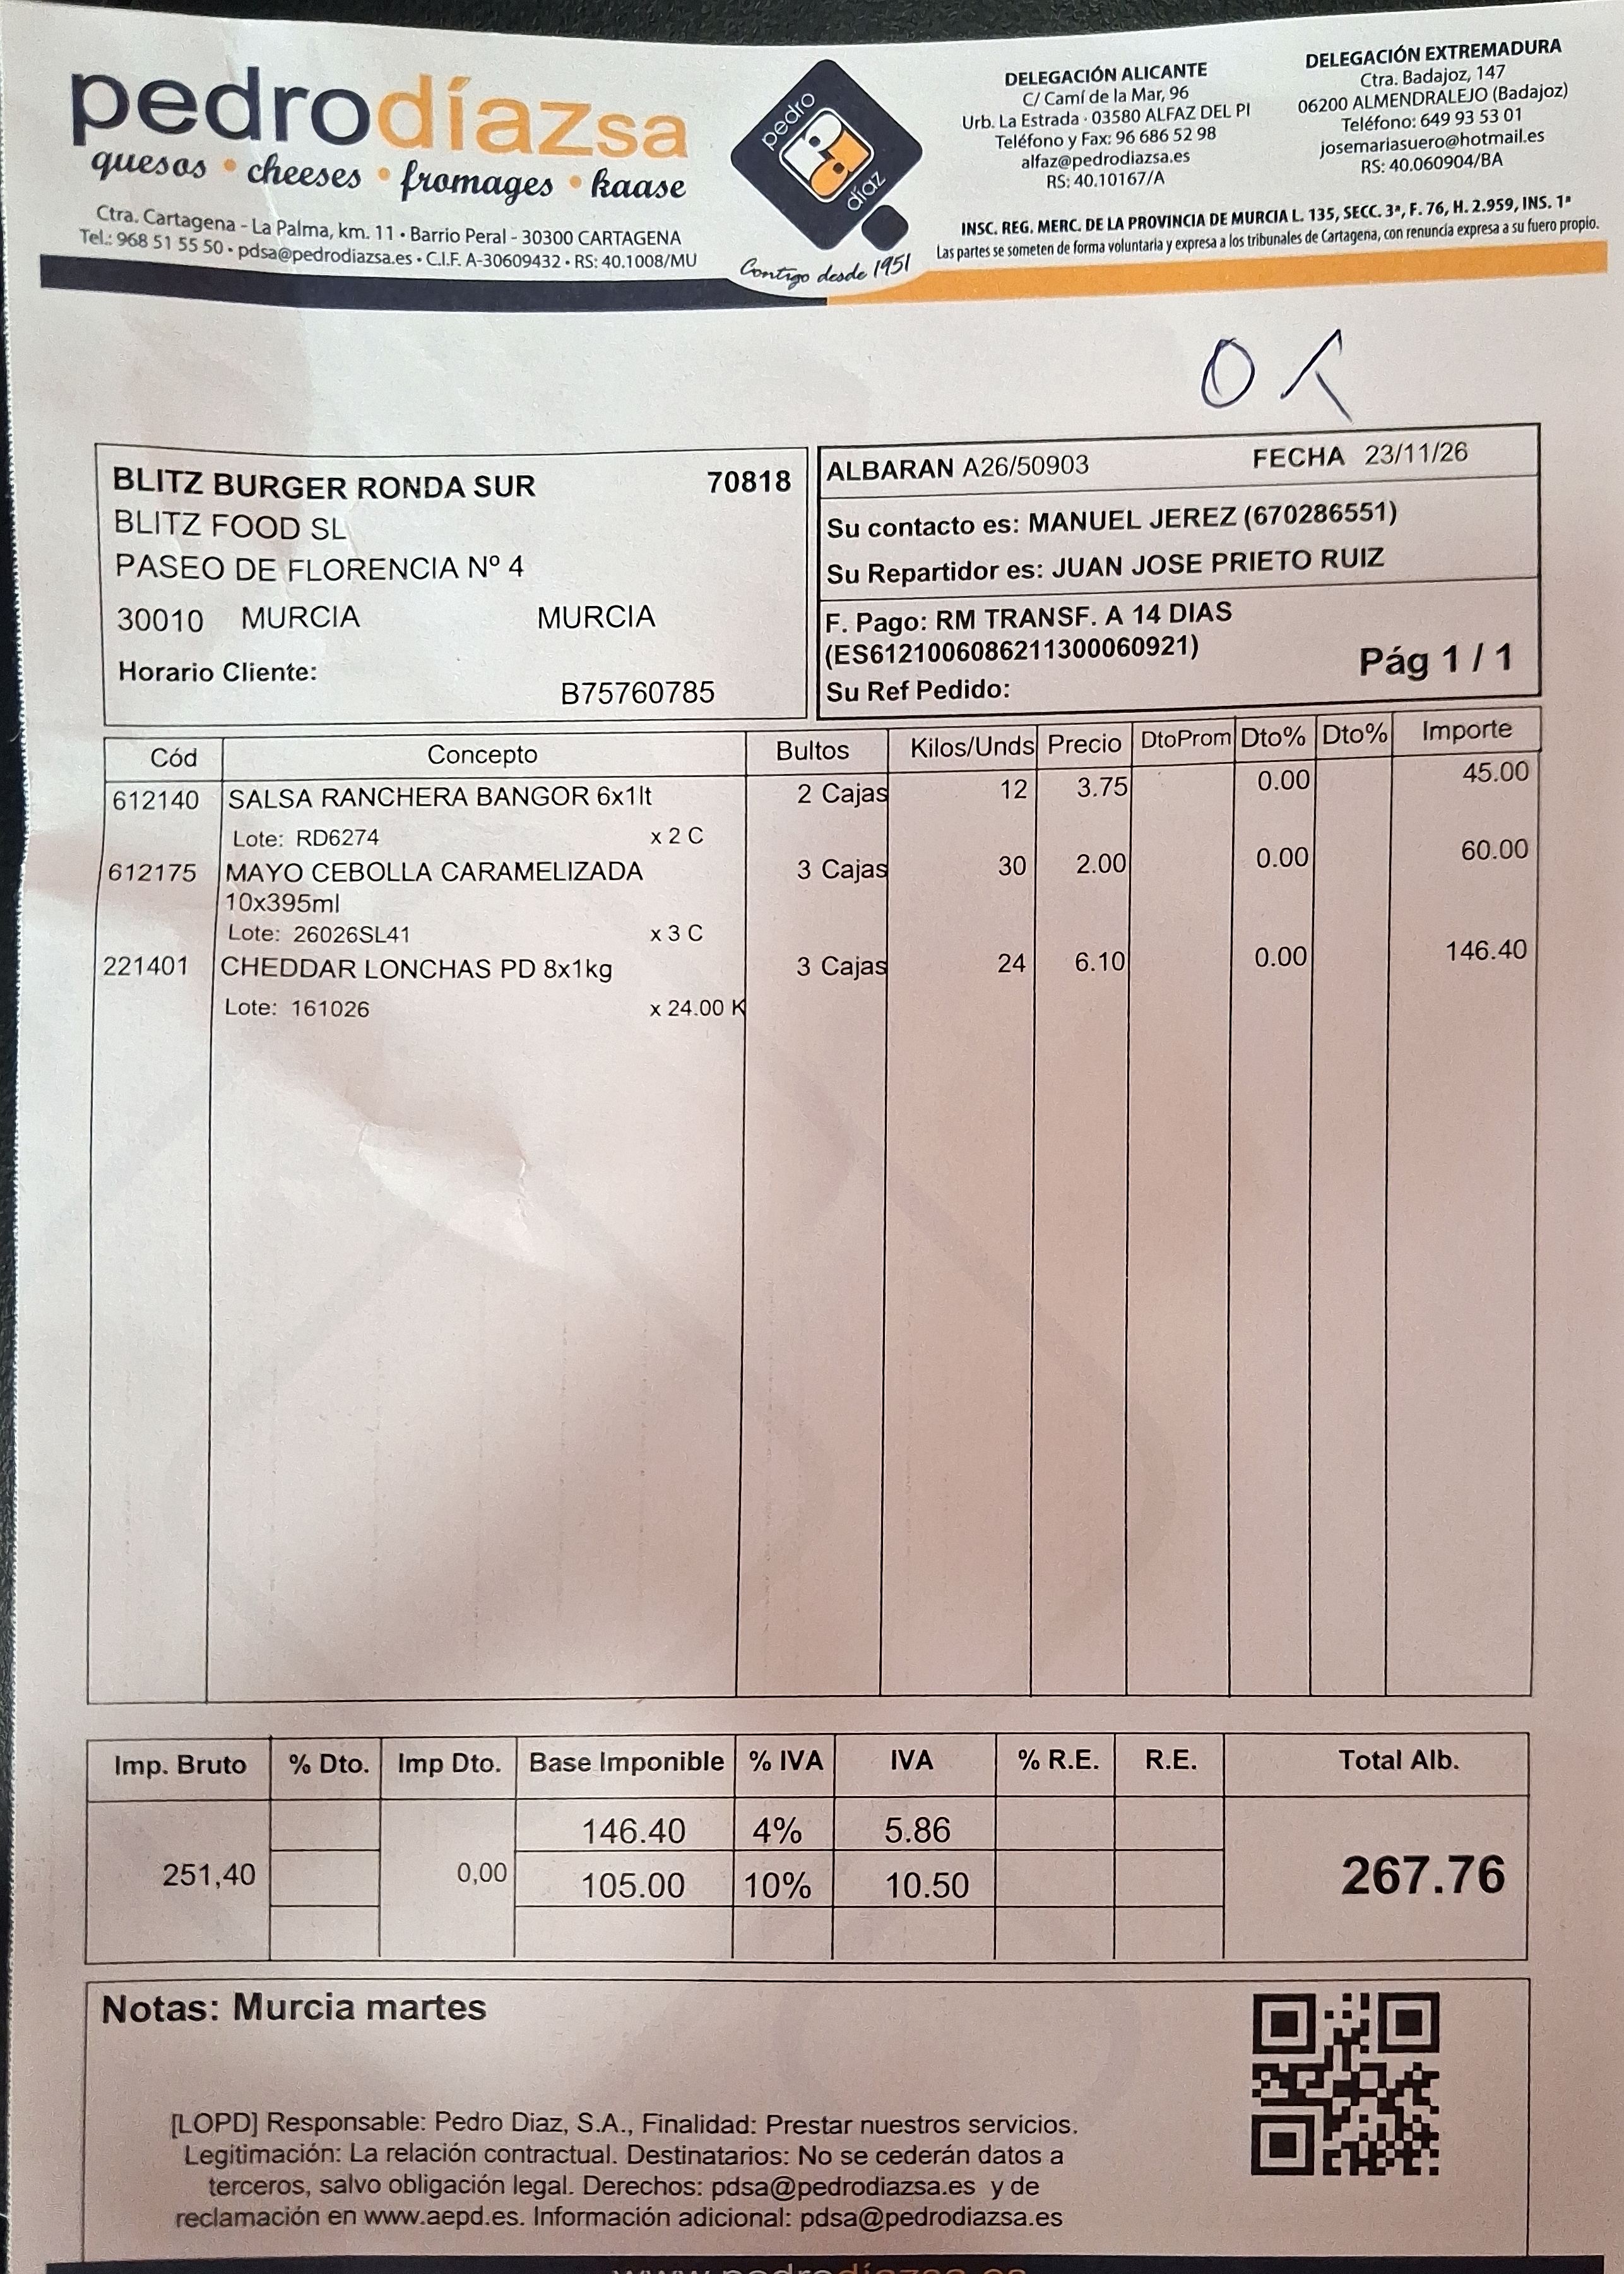 pedrodíazsa
quesos • cheeses • fromages • kaase
Ctra. Cartagena - La Palma, km. 11 • Barrio Peral - 30300 CARTAGENA
Tel.: 968 51 55 50 • pdsa@pedrodiazsa.es • C.I.F. A-30609432 • RS: 40.1008/MU
pedro
díaz
Contigo desde 1951
DELEGACIÓN ALICANTE
C/ Camí de la Mar, 96
Urb. La Estrada · 03580 ALFAZ DEL PI
Teléfono y Fax: 96 686 52 98
alfaz@pedrodiazsa.es
RS: 40.10167/A
DELEGACIÓN EXTREMADURA
Ctra. Badajoz, 147
06200 ALMENDRALEJO (Badajoz)
Teléfono: 649 93 53 01
josemariasuero@hotmail.es
RS: 40.060904/BA
INSC. REG. MERC. DE LA PROVINCIA DE MURCIA L. 135, SECC. 3ª, F. 76, H. 2.959, INS. 1ª
Las partes se someten de forma voluntaria y expresa a los tribunales de Cartagena, con renuncia expresa a su fuero propio.
BLITZ BURGER RONDA SUR 70818
BLITZ FOOD SL
PASEO DE FLORENCIA Nº 4
30010 MURCIA MURCIA
Horario Cliente:
B75760785
ALBARAN A26/50903 FECHA 23/11/26
Su contacto es: MANUEL JEREZ (670286551)
Su Repartidor es: JUAN JOSE PRIETO RUIZ
F. Pago: RM TRANSF. A 14 DIAS
(ES6121006086211300060921)
Pág 1 / 1
Su Ref Pedido:
Cód Concepto Bultos Kilos/Unds Precio DtoProm Dto% Dto% Importe
612140 SALSA RANCHERA BANGOR 6x1lt 2 Cajas 12 3.75 0.00 45.00
Lote: RD6274 x 2 C
612175 MAYO CEBOLLA CARAMELIZADA 3 Cajas 30 2.00 0.00 60.00
10x395ml
Lote: 26026SL41 x 3 C
221401 CHEDDAR LONCHAS PD 8x1kg 3 Cajas 24 6.10 0.00 146.40
Lote: 161026 x 24.00 K
Imp. Bruto % Dto. Imp Dto. Base Imponible % IVA IVA % R.E. R.E. Total Alb.
146.40 4% 5.86
251,40 0,00 105.00 10% 10.50 267.76
Notas: Murcia martes
[LOPD] Responsable: Pedro Diaz, S.A., Finalidad: Prestar nuestros servicios.
Legitimación: La relación contractual. Destinatarios: No se cederán datos a
terceros, salvo obligación legal. Derechos: pdsa@pedrodiazsa.es y de
reclamación en www.aepd.es. Información adicional: pdsa@pedrodiazsa.es